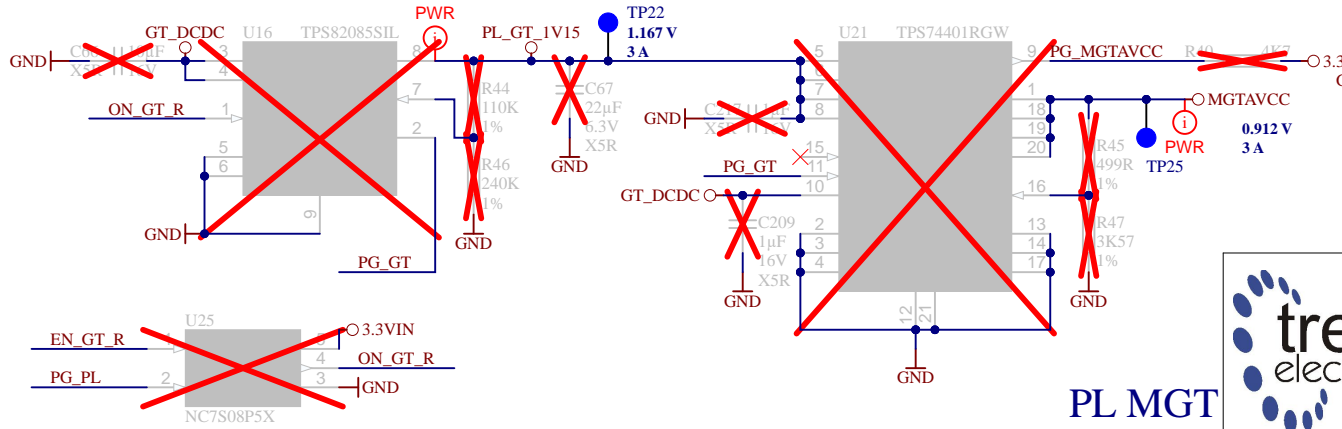 U16 TPS82085SIL
PWR
TP22
1.167 V
3 A
GT_DCDC
PL_GT_1V15
GND
X5R
3
4
1
5
6
9
8
7
2
ON_GT_R
GND
PG_GT
R44
110K
1%
R46
240K
1%
GND
C67
22µF
6.3V
X5R
GND
U21 TPS74401RGW
5
6
7
8
15
11
10
2
3
4
12
21
9
1
18
19
20
16
13
14
17
GND
PG_GT
GT_DCDC
C209
1µF
16V
X5R
GND
GND
PG_MGTAVCC
R40 4K7
3.3
MGTAVCC
PWR
0.912 V
3 A
TP25
R45
499R
1%
R47
3K57
1%
GND
U25
NC7S08P5X
EN_GT_R
PG_PL
2
4
3
3.3VIN
ON_GT_R
GND
PL MGT
tre
elec